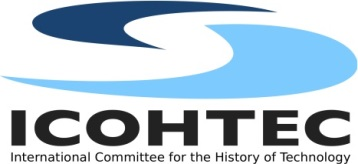 ICOHTEC
International Committee for the History of Technology